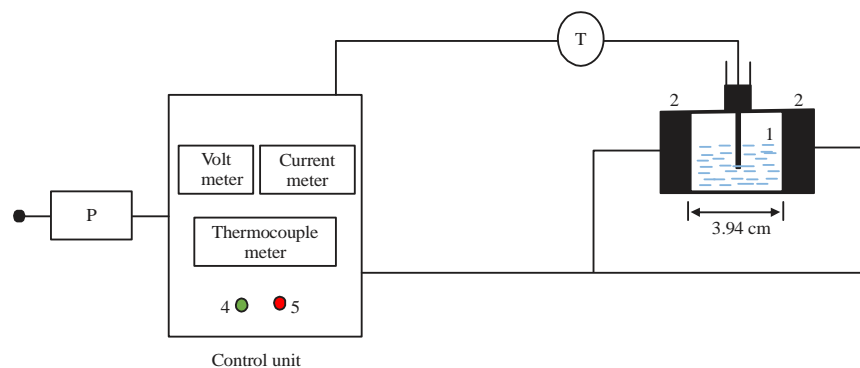 T
2
2
1
Volt
meter
Current
meter
P
Thermocouple
meter
3.94 cm
4
5
Control unit